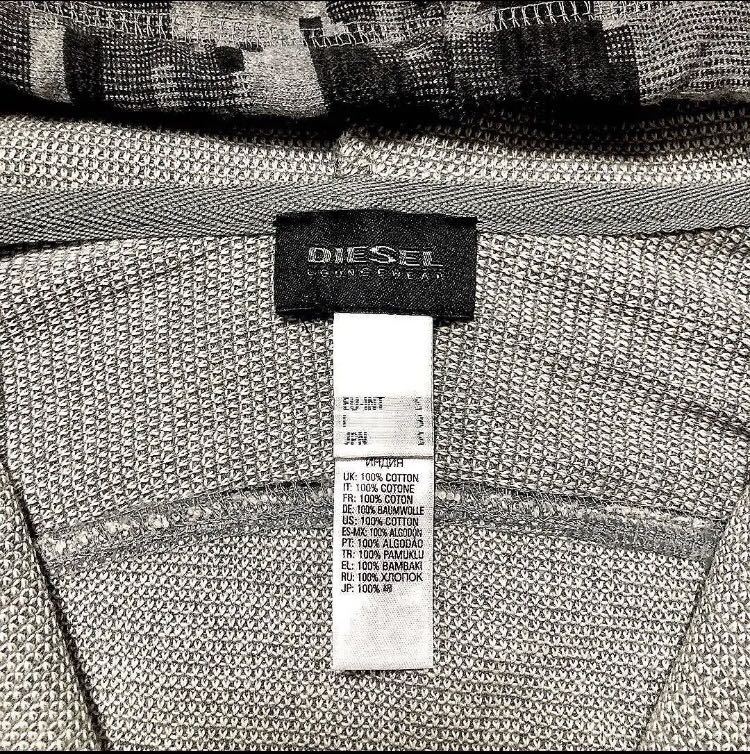 DIESEL
LOUNGEWEAR
EU-INT
I
JPN
ИНДИЯ
UK: 100% COTTON
IT: 100% COTONE
FR: 100% COTON
DE: 100% BAUMWOLLE
US: 100% COTTON
ES-MX: 100% ALGODÓN
PT: 100% ALGODÃO
TR: 100% PAMUKLU
EL: 100% BAMBAKI
RU: 100% ХЛОПОК
JP: 100% 綿